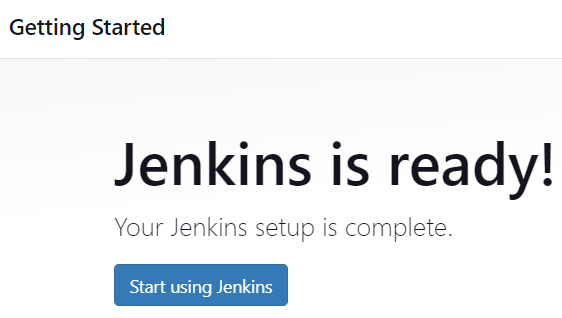 Getting Started
Jenkins is ready!
Your Jenkins setup is complete.
Start using Jenkins